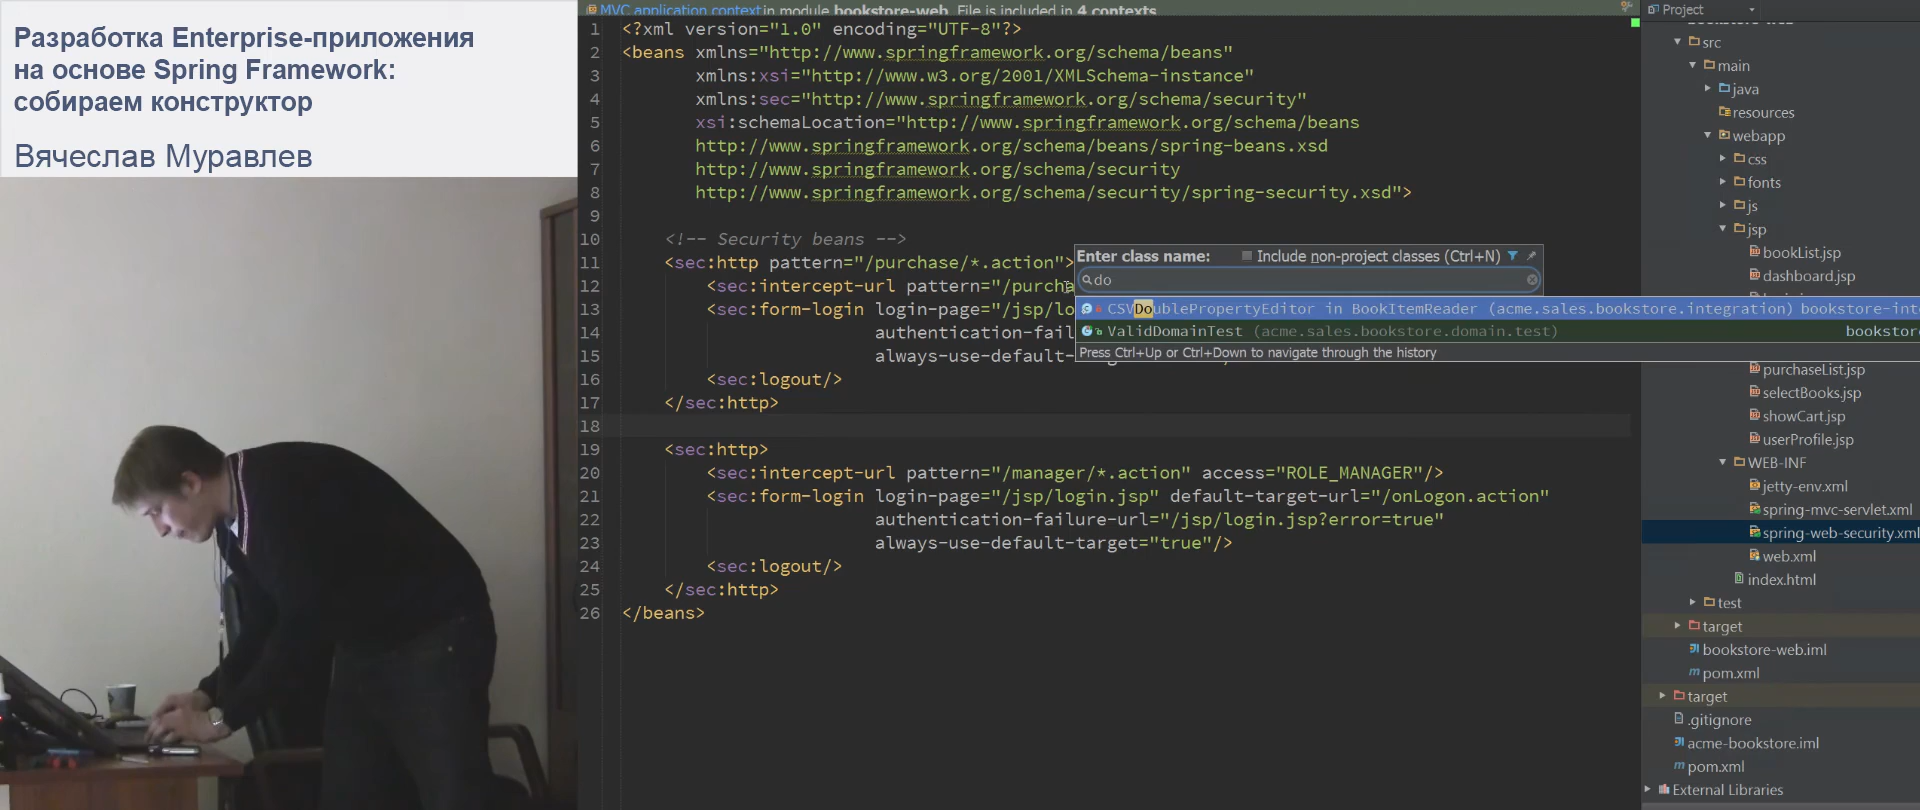 Разработка Enterprise-приложения
на основе Spring Framework:
собираем конструктор
Вячеслав Муравлев
MVC application context in module bookstore-web. File is included in 4 contexts.
1 <?xml version="1.0" encoding="UTF-8"?>
2 <beans xmlns="http://www.springframework.org/schema/beans"
3 xmlns:xsi="http://www.w3.org/2001/XMLSchema-instance"
4 xmlns:sec="http://www.springframework.org/schema/security"
5 xsi:schemaLocation="http://www.springframework.org/schema/beans
6 http://www.springframework.org/schema/beans/spring-beans.xsd
7 http://www.springframework.org/schema/security
8 http://www.springframework.org/schema/security/spring-security.xsd">
9
10 <!-- Security beans -->
11 <sec:http pattern="/purchase/*.action">
12 <sec:intercept-url pattern="/purcha
13 <sec:form-login login-page="/jsp/lo
14 authentication-fail
15 always-use-default-
16 <sec:logout/>
17 </sec:http>
18
19 <sec:http>
20 <sec:intercept-url pattern="/manager/*.action" access="ROLE_MANAGER"/>
21 <sec:form-login login-page="/jsp/login.jsp" default-target-url="/onLogon.action"
22 authentication-failure-url="/jsp/login.jsp?error=true"
23 always-use-default-target="true"/>
24 <sec:logout/>
25 </sec:http>
26 </beans>
Enter class name: Include non-project classes (Ctrl+N)
do
CSVDoublePropertyEditor in BookItemReader (acme.sales.bookstore.integration) bookstore-inte
ValidDomainTest (acme.sales.bookstore.domain.test) bookstore
Press Ctrl+Up or Ctrl+Down to navigate through the history
Project
src
main
java
resources
webapp
css
fonts
js
jsp
bookList.jsp
dashboard.jsp
purchaseList.jsp
selectBooks.jsp
showCart.jsp
userProfile.jsp
WEB-INF
jetty-env.xml
spring-mvc-servlet.xml
spring-web-security.xml
web.xml
index.html
test
target
bookstore-web.iml
pom.xml
target
.gitignore
acme-bookstore.iml
pom.xml
External Libraries